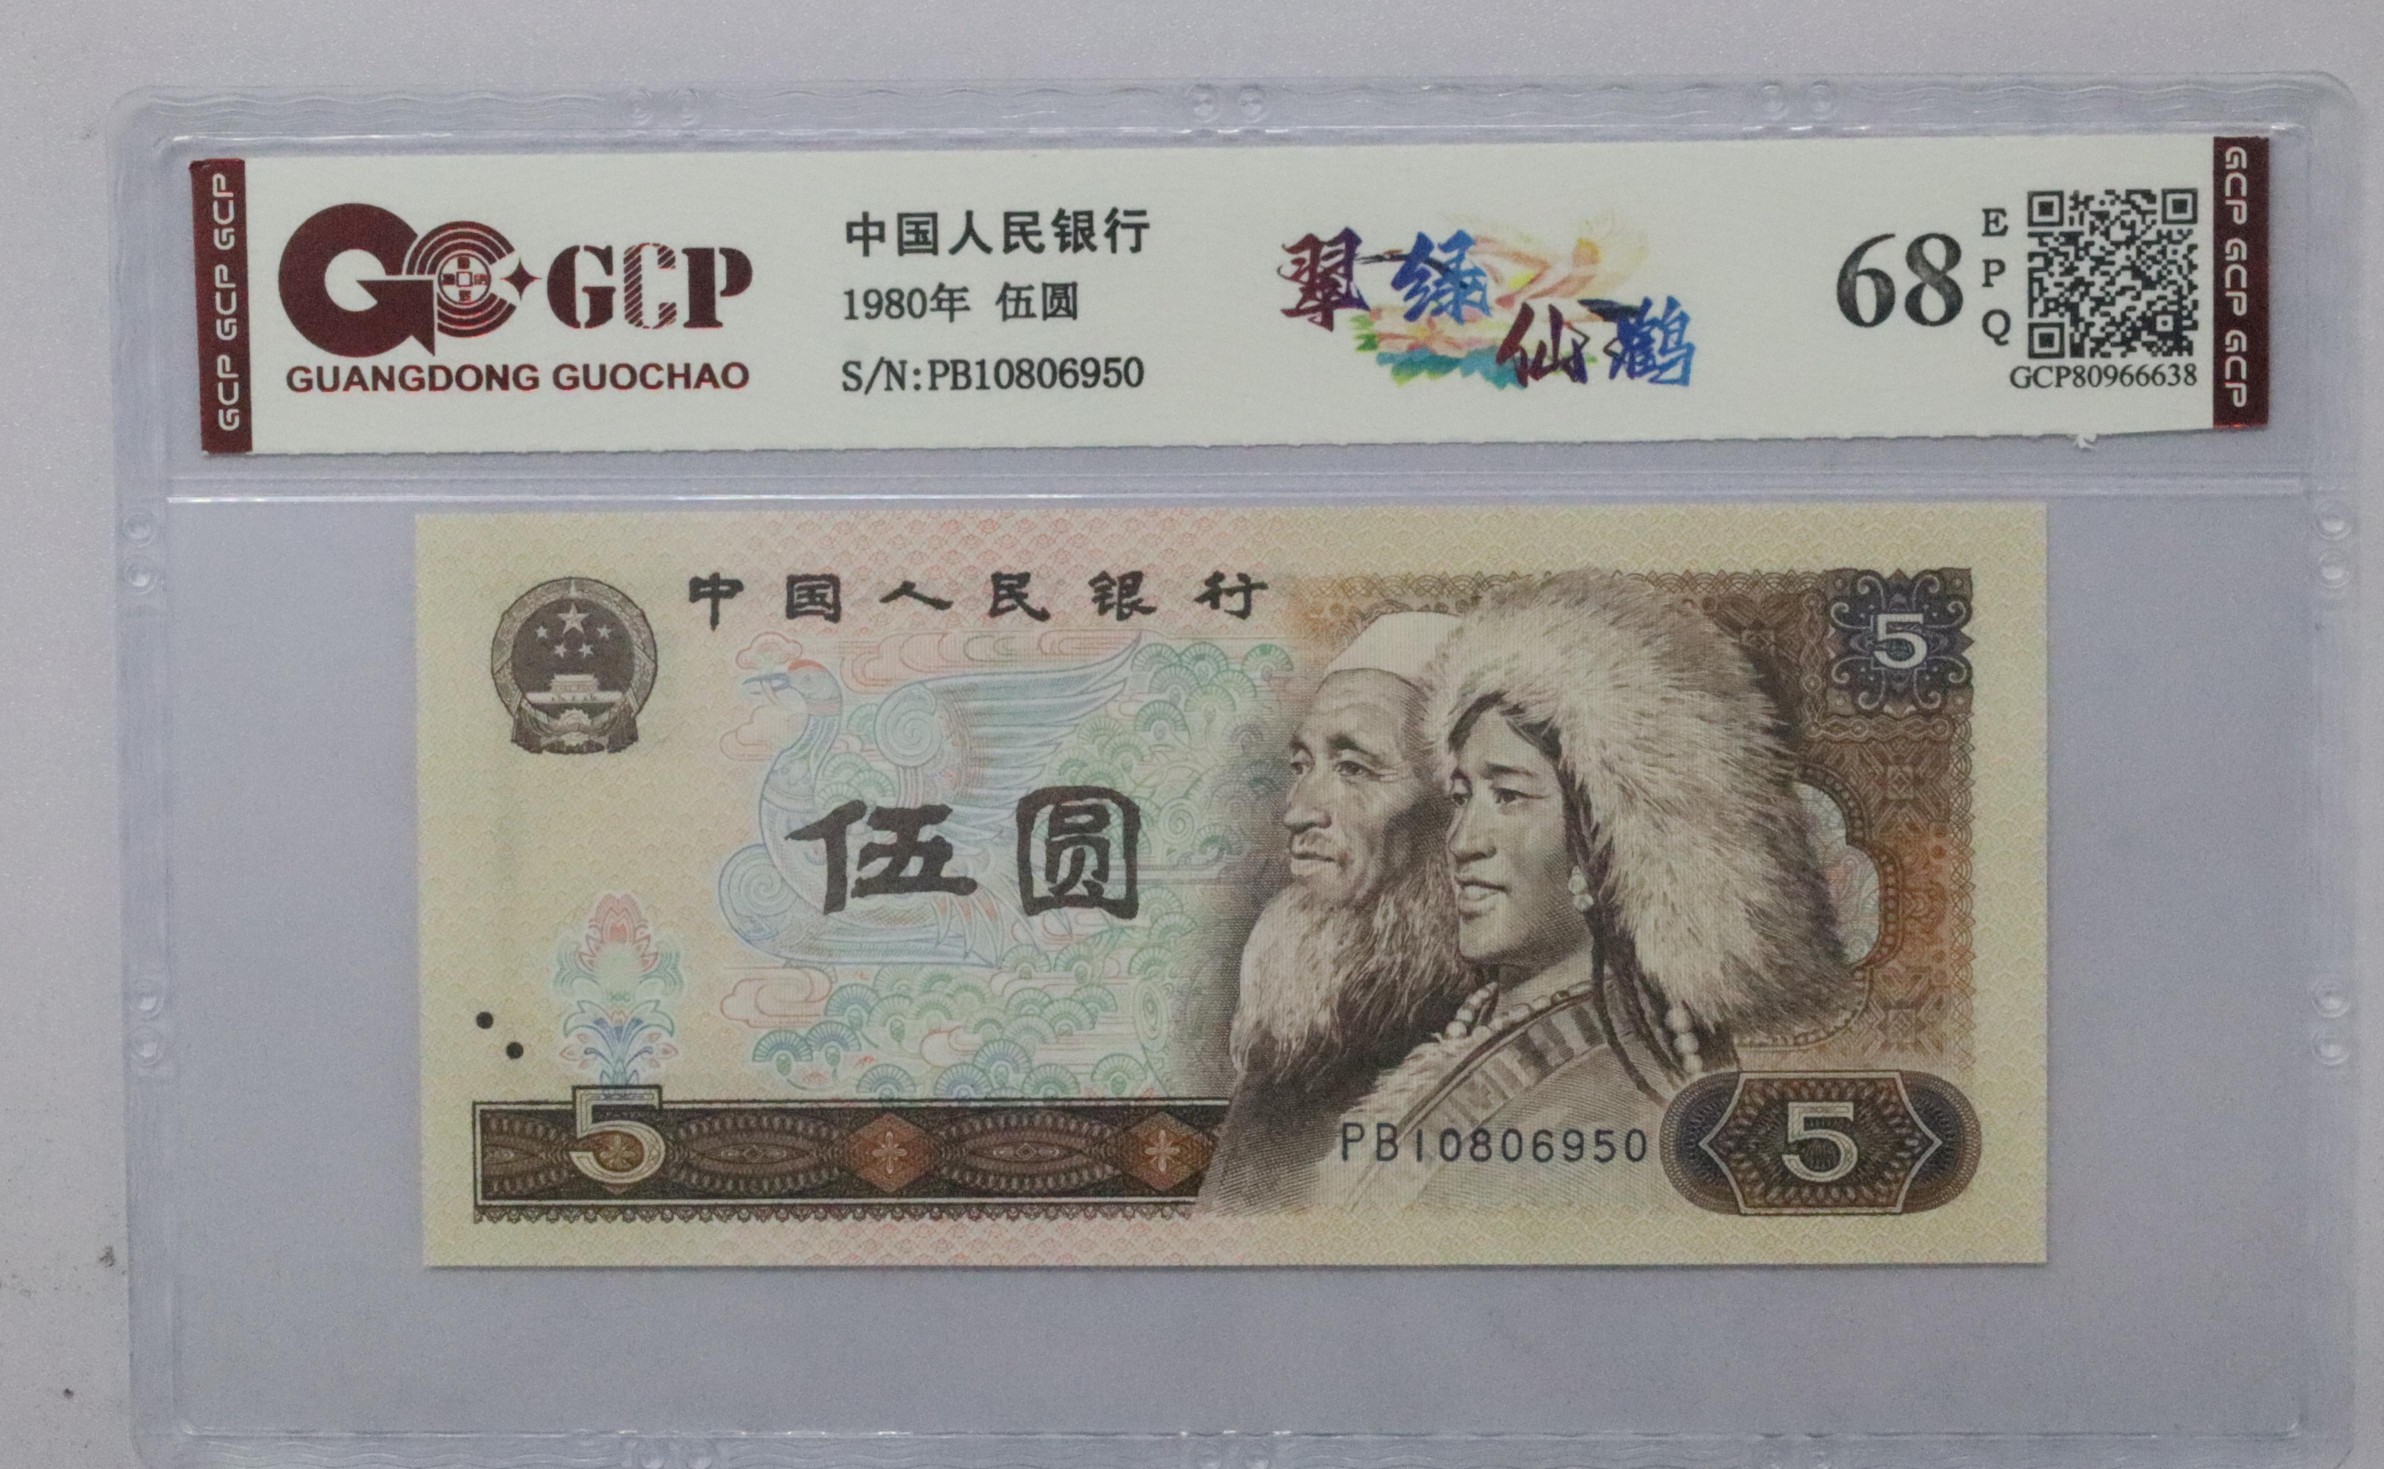 GCP GCP GCP
GCP
GUANGDONG GUOCHAO
中国人民银行
1980年 伍圆
S/N:PB10806950
翠绿
仙鹤
68
E
P
Q
GCP80966638
GCP GCP GCP
中国人民银行
5
伍圆
5
PB10806950
5